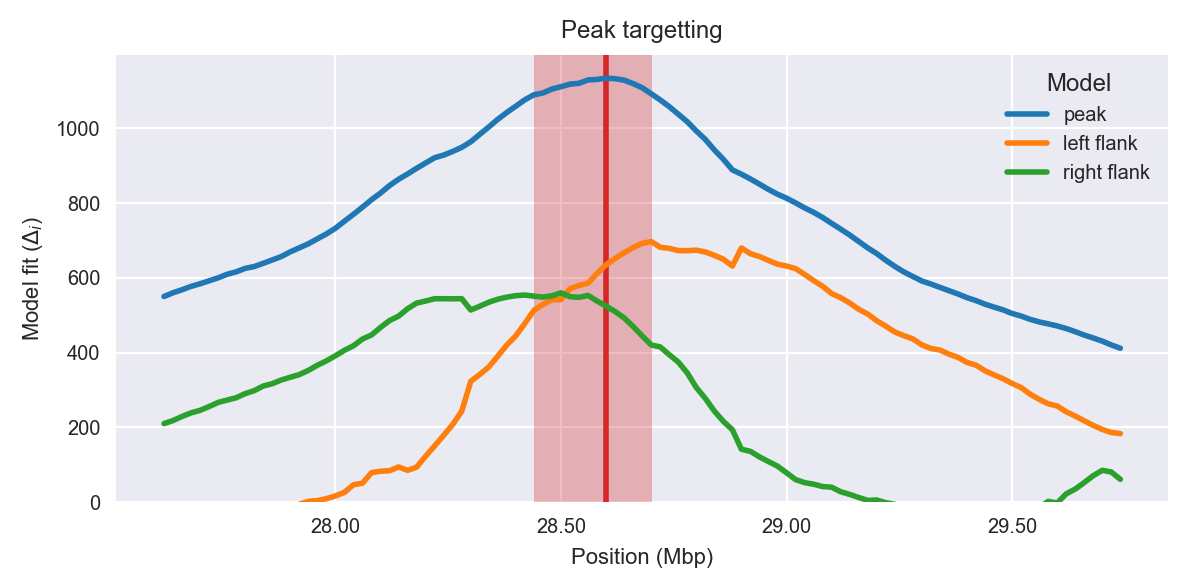 Peak targetting
Model fit (Δᵢ)
1000
800
600
400
200
0
28.00
28.50
29.00
29.50
Position (Mbp)
Model
peak
left flank
right flank